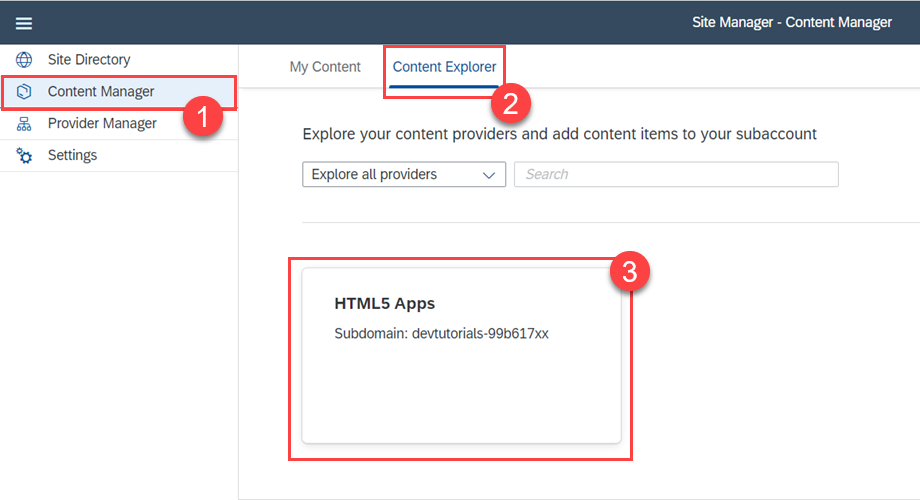 Site Manager - Content Manager
Site Directory
Content Manager
1
Provider Manager
Settings
My Content
Content Explorer
2
Explore your content providers and add content items to your subaccount
Explore all providers
Search
3
HTML5 Apps
Subdomain: devtutorials-99b617xx